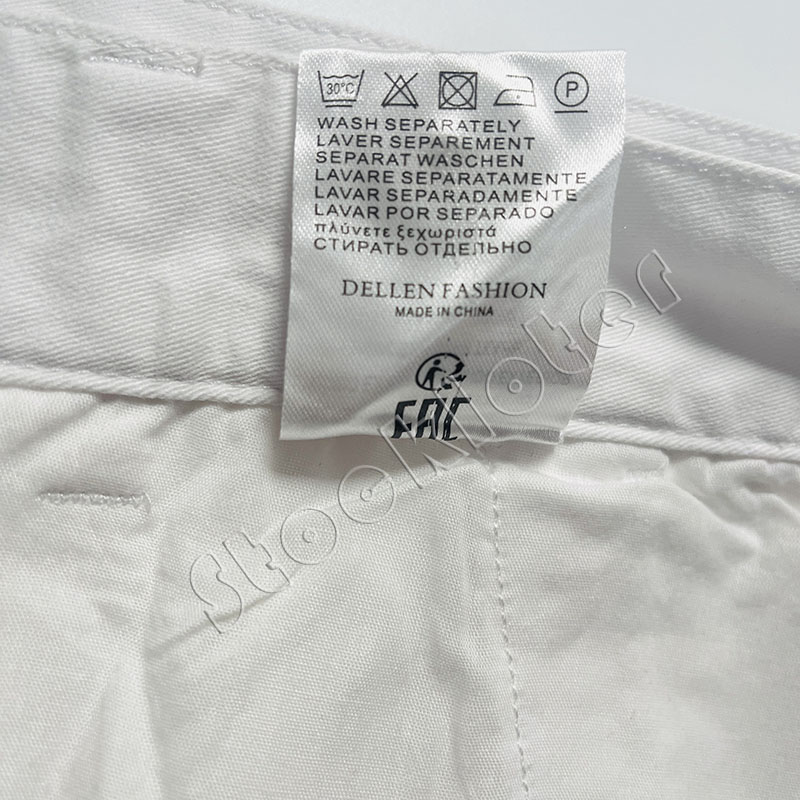 30°C
P
WASH SEPARATELY
LAVER SEPAREMENT
SEPARAT WASCHEN
LAVARE SEPARATAMENTE
LAVAR SEPARADAMENTE
LAVAR POR SEPARADO
πλύνετε ξεχωριστά
СТИРАТЬ ОТДЕЛЬНО
DELLEN FASHION
MADE IN CHINA
EAC
Stockloter